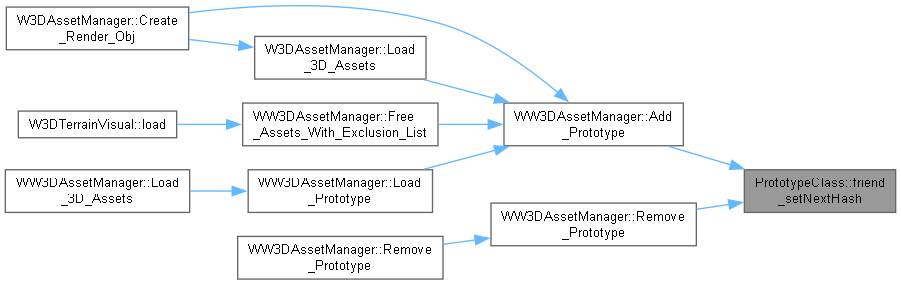 W3DAssetManager::Create
_Render_Obj
W3DAssetManager::Load
_3D_Assets
WW3DAssetManager::Add
_Prototype
W3DTerrainVisual::load
WW3DAssetManager::Free
_Assets_With_Exclusion_List
WW3DAssetManager::Load
_3D_Assets
WW3DAssetManager::Load
_Prototype
PrototypeClass::friend
_setNextHash
WW3DAssetManager::Remove
_Prototype
WW3DAssetManager::Remove
_Prototype